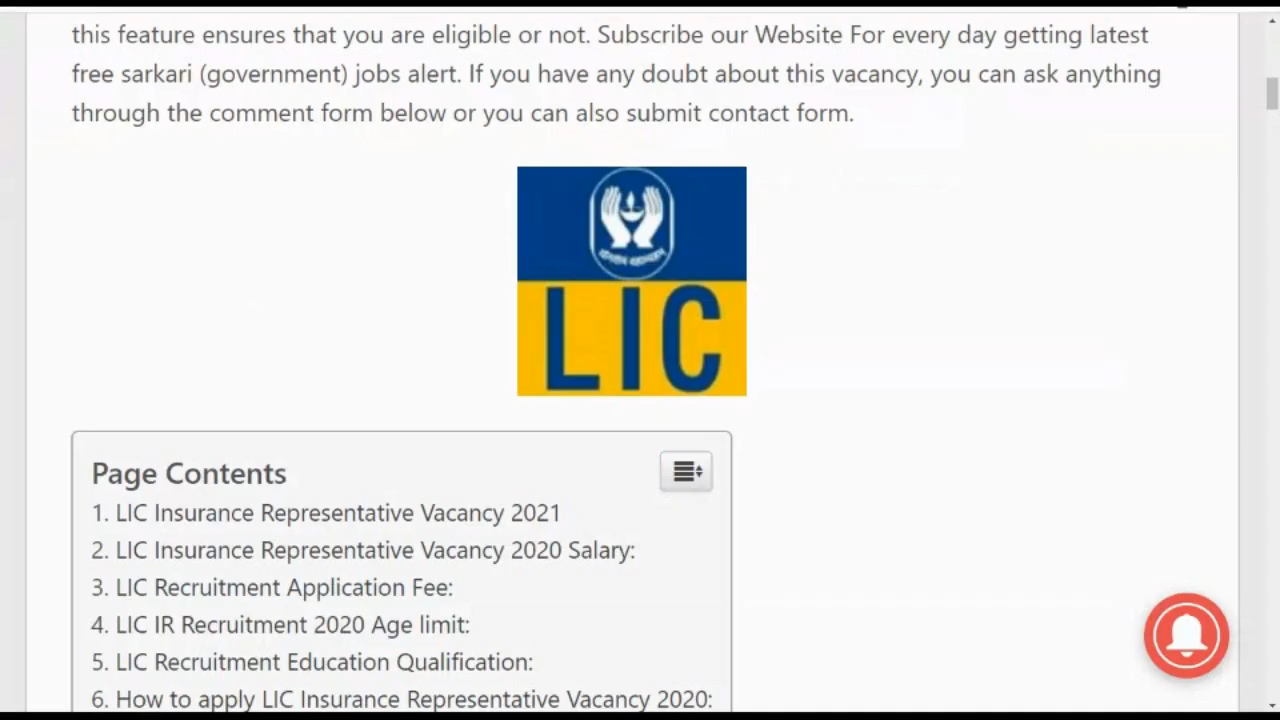 this feature ensures that you are eligible or not. Subscribe our Website For every day getting latest
free sarkari (government) jobs alert. If you have any doubt about this vacancy, you can ask anything
through the comment form below or you can also submit contact form.
LIC
Page Contents
1. LIC Insurance Representative Vacancy 2021
2. LIC Insurance Representative Vacancy 2020 Salary:
3. LIC Recruitment Application Fee:
4. LIC IR Recruitment 2020 Age limit:
5. LIC Recruitment Education Qualification:
6. How to apply LIC Insurance Representative Vacancy 2020: